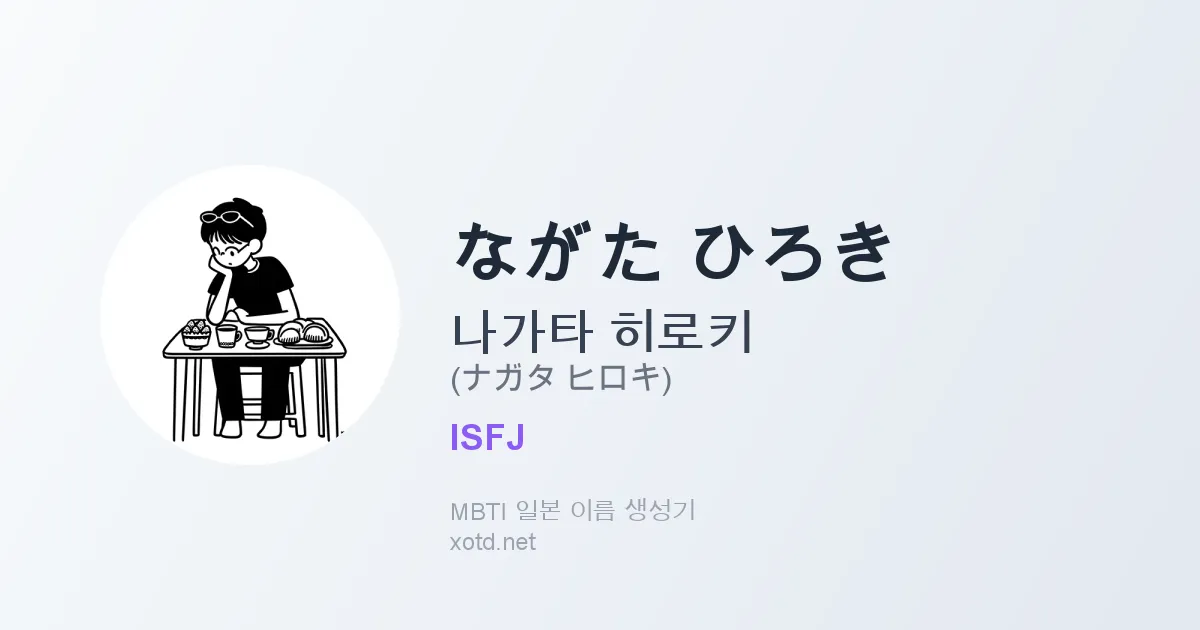 ながた ひろき
나가타 히로키
(ナガタ ヒロキ)
ISFJ
MBTI 일본 이름 생성기
xotd.net